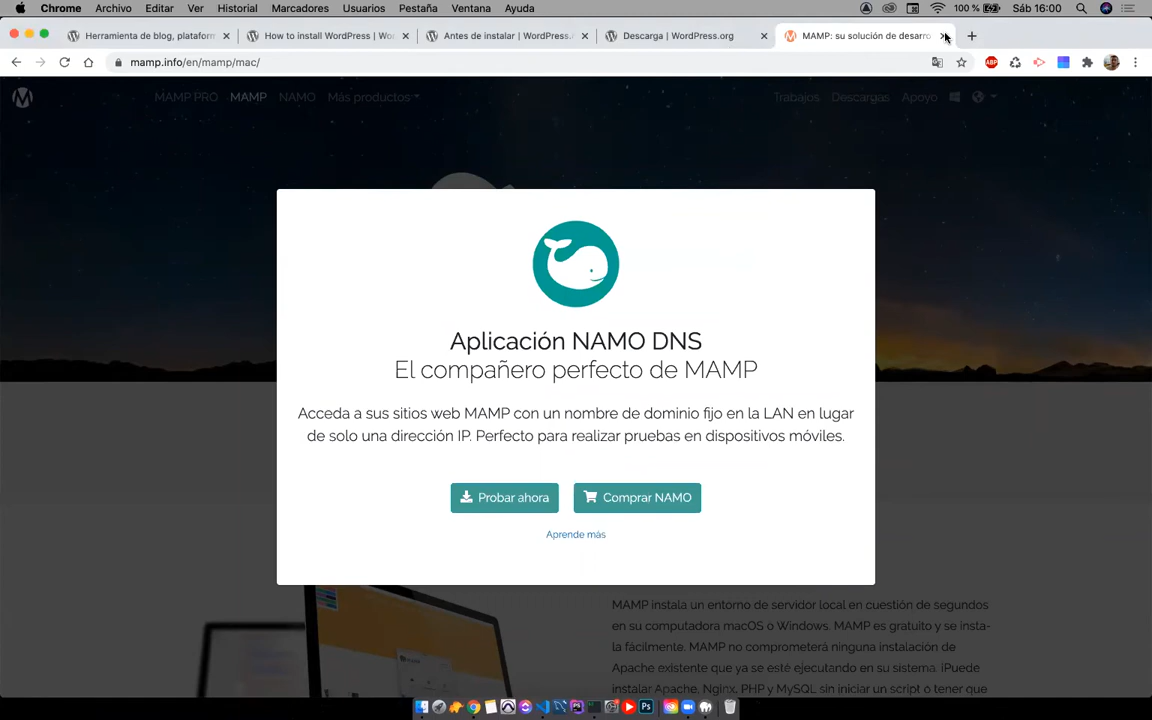 Chrome Archivo Editar Ver Historial Marcadores Usuarios Pestaña Ventana Ayuda 100 % Sáb 16:00
Herramienta de blog, plataform How to install WordPress | Wo Antes de instalar | WordPress. Descarga | WordPress.org MAMP: su solución de desarro
mamp.info/en/mamp/mac/
MAMP PRO MAMP NAMO Más productos Trabajos Descargas Apoyo
Aplicación NAMO DNS
El compañero perfecto de MAMP
Acceda a sus sitios web MAMP con un nombre de dominio fijo en la LAN en lugar
de solo una dirección IP. Perfecto para realizar pruebas en dispositivos móviles.
Probar ahora Comprar NAMO
Aprende más
MAMP instala un entorno de servidor local en cuestión de segundos
en su computadora macOS o Windows. MAMP es gratuito y se insta-
la fácilmente. MAMP no comprometerá ninguna instalación de
Apache existente que ya se esté ejecutando en su sistema. ¡Puede
instalar Apache, Nginx, PHP y MySQL sin iniciar un script o tener que